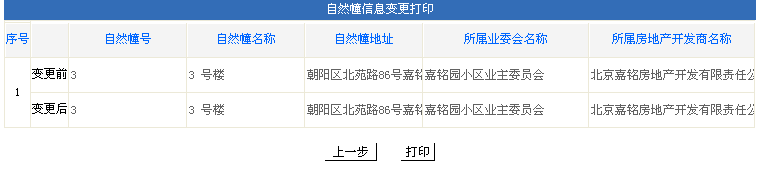 自然幢信息变更打印
序号 自然幢号 自然幢名称 自然幢地址 所属业委会名称 所属房地产开发商名称
1
变更前 3 3 号楼 朝阳区北苑路86号嘉铭 嘉铭园小区业主委员会 北京嘉铭房地产开发有限责任公
变更后 3 3 号楼 朝阳区北苑路86号嘉铭 嘉铭园小区业主委员会 北京嘉铭房地产开发有限责任公
上一步 打印